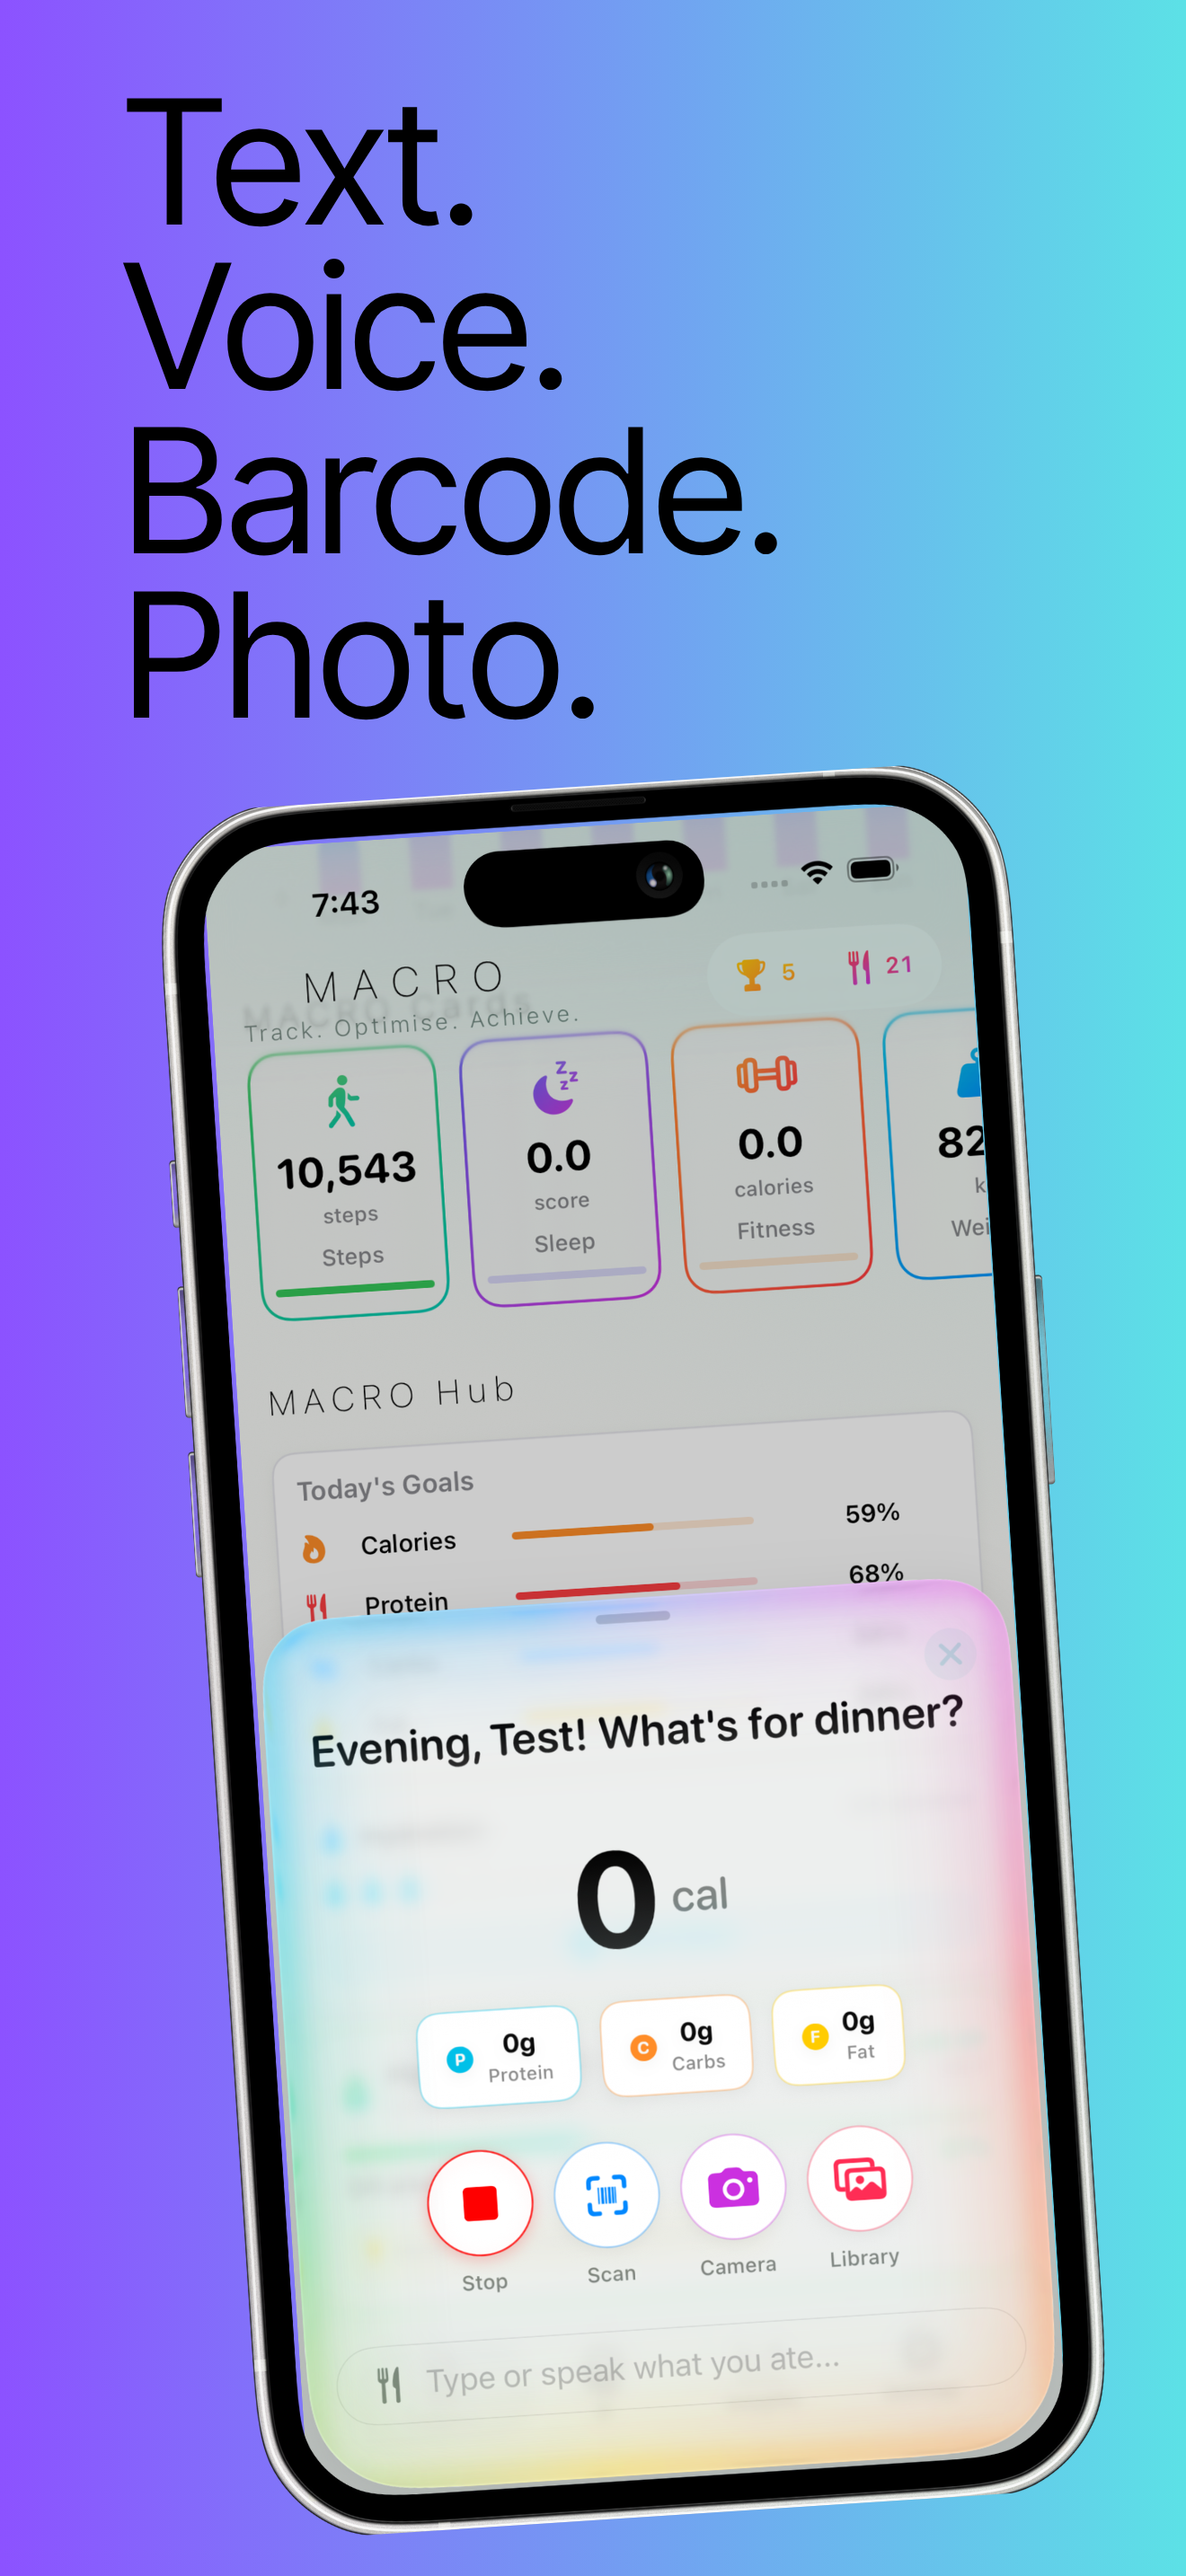 Text.
Voice.
Barcode.
Photo.
7:43
MACRO
5
21
MACRO Cards
Track. Optimise. Achieve.
10,543
steps
Steps
0.0
score
Sleep
0.0
calories
Fitness
82
k
Wei
MACRO Hub
Today's Goals
Calories
59%
Protein
68%
Evening, Test! What's for dinner?
0 cal
P
0g
Protein
C
0g
Carbs
F
0g
Fat
Stop
Scan
Camera
Library
Type or speak what you ate...